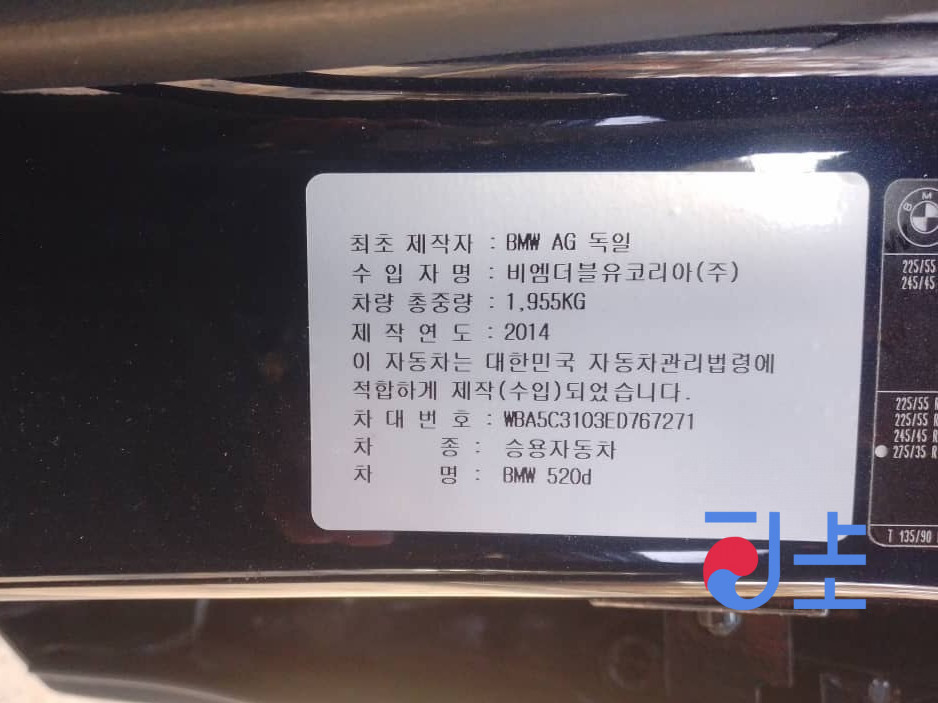 최초 제작자 : BMW AG 독일
수 입 자 명 : 비엠더블유코리아(주)
차량 총중량 : 1,955KG
제 작 연 도 : 2014
이 자동차는 대한민국 자동차관리법령에
적합하게 제작(수입)되었습니다.
차 대 번 호 : WBA5C3103ED767271
차 종 : 승용자동차
차 명 : BMW 520d
B M
225/55
245/45
225/55 R
225/55 R
245/45 R
275/35 R
T 135/90